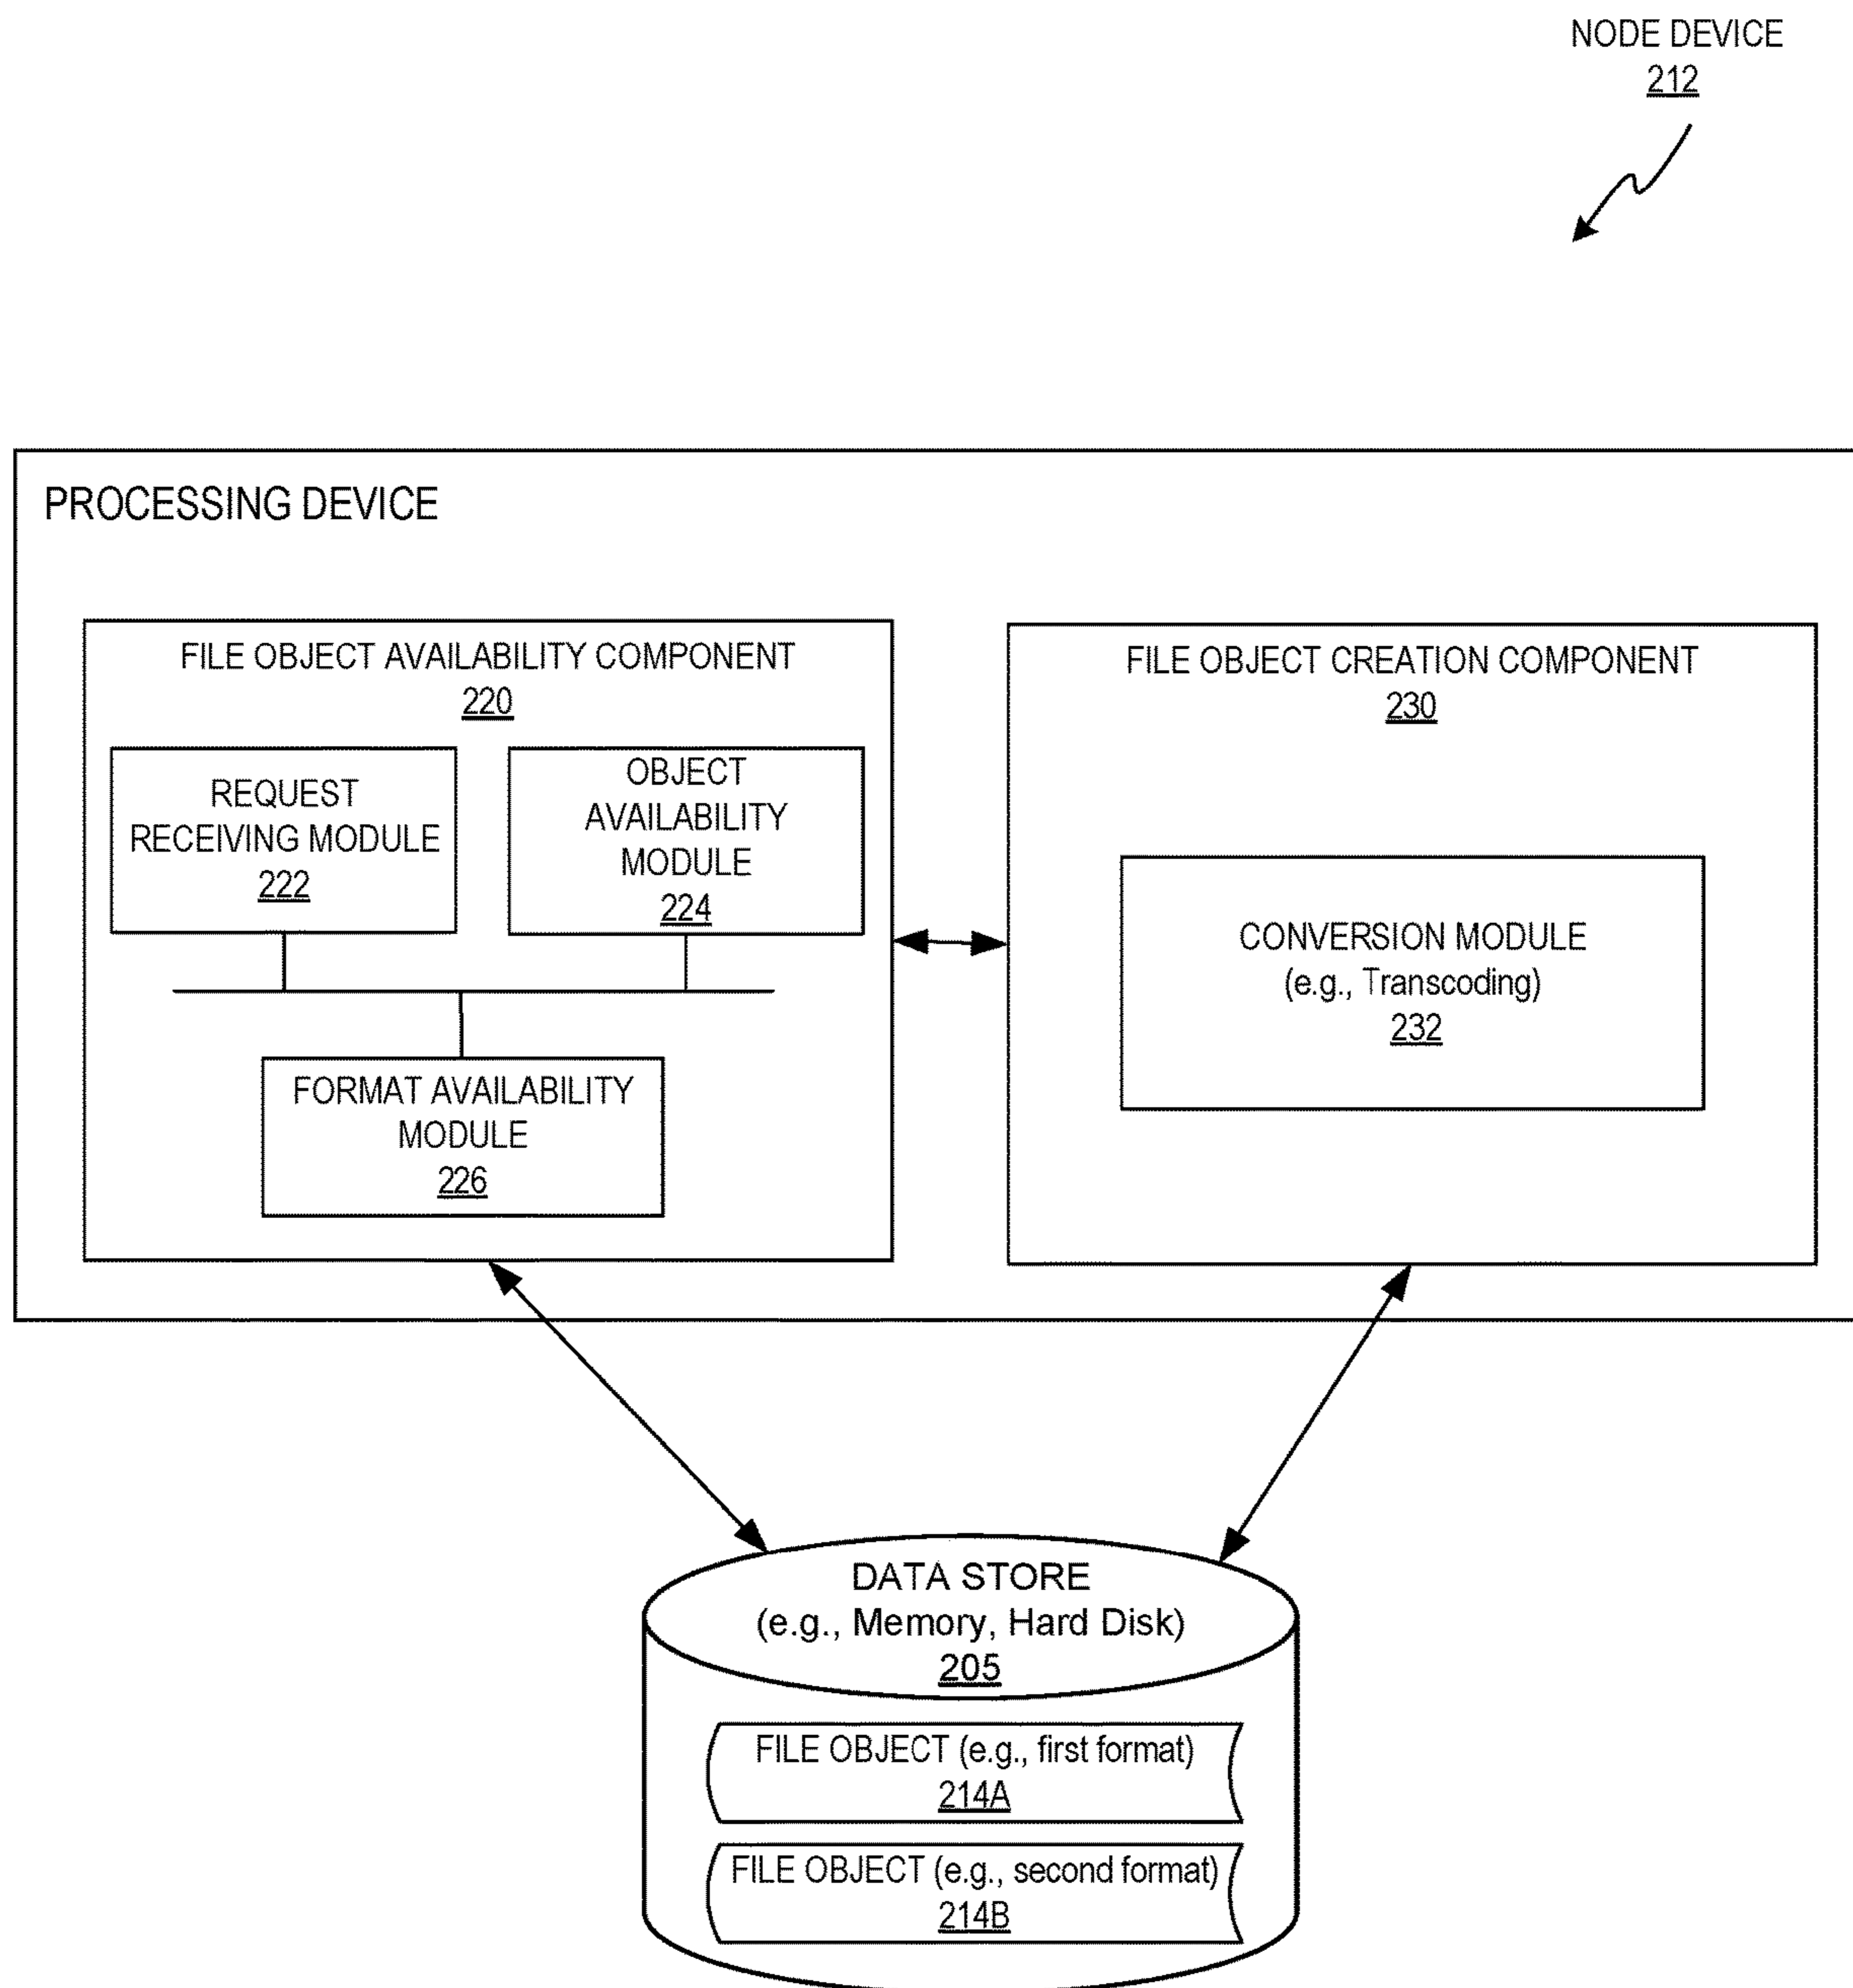 NODE DEVICE
212
PROCESSING DEVICE
FILE OBJECT AVAILABILITY COMPONENT
220
REQUEST
RECEIVING MODULE
222
OBJECT
AVAILABILITY
MODULE
224
FORMAT AVAILABILITY
MODULE
226
FILE OBJECT CREATION COMPONENT
230
CONVERSION MODULE
(e.g., Transcoding)
232
DATA STORE
(e.g., Memory, Hard Disk)
205
FILE OBJECT (e.g., first format)
214A
FILE OBJECT (e.g., second format)
214B